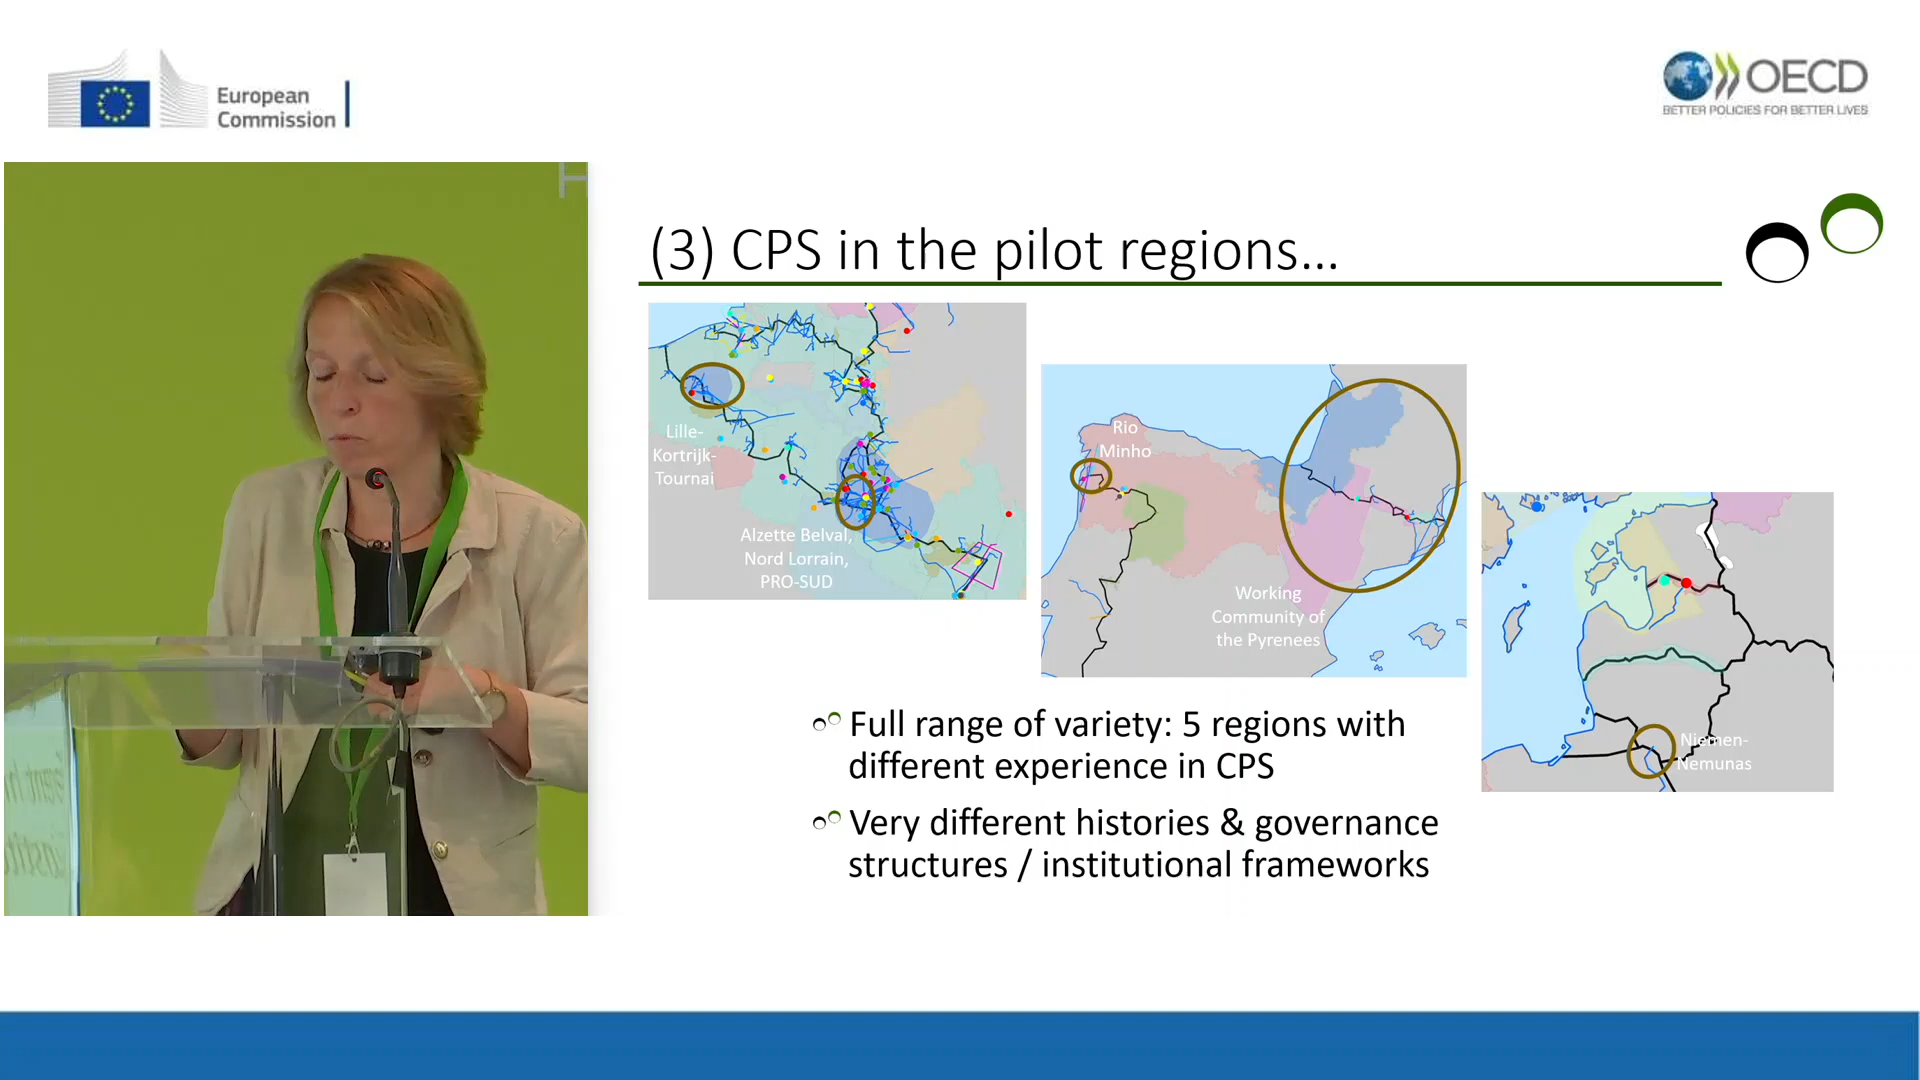 European
Commission
OECD
BETTER POLICIES FOR BETTER LIVES
H
(3) CPS in the pilot regions...
Lille-
Kortrijk-
Tournai
Alzette Belval,
Nord Lorrain,
PRO-SUD
Rio
Minho
Working
Community of
the Pyrenees
Niemen-
Nemunas
Full range of variety: 5 regions with
different experience in CPS
Very different histories & governance
structures / institutional frameworks